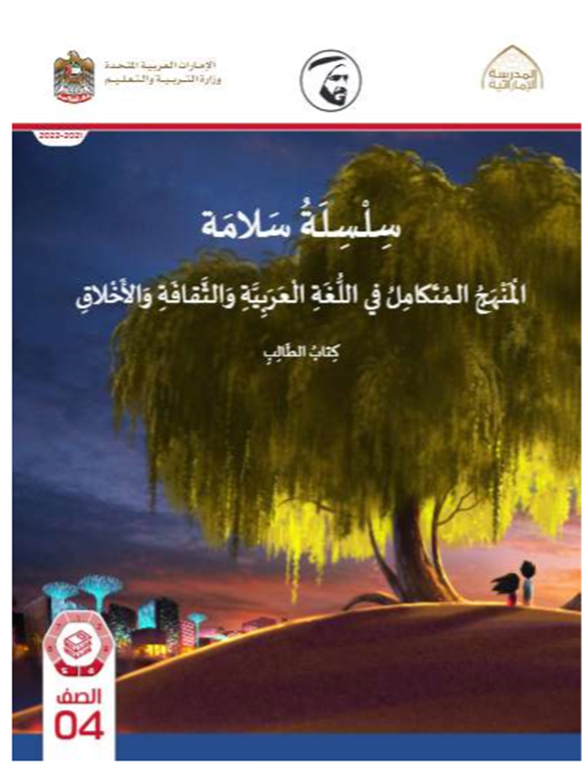 الإمارات العربية المتحدة
وزارة التربية والتعليم
المدرسة
الإماراتية
2022-2021
سِلْسِلَةُ سَلامَة
الْمَنْهَجُ المُتَكامِلُ في اللُّغَةِ الْعَرَبِيَّةِ وَالثَّقافَةِ وَالأَخْلاقِ
كِتابُ الطّالِبِ
الصف
04